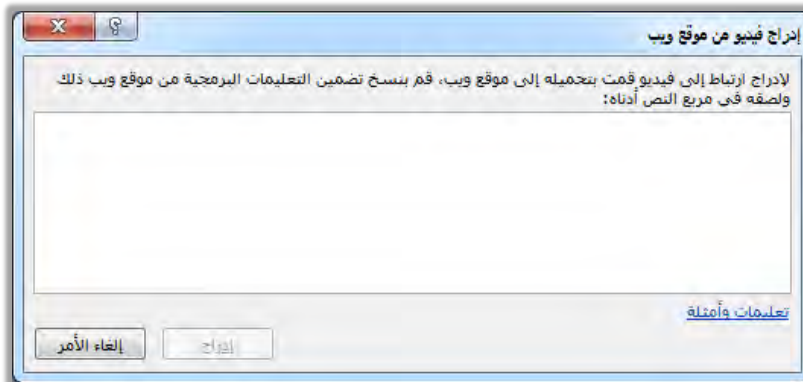 إدراج فيديو من موقع ويب
لإدراج ارتباط إلى فيديو قمت بتحميله إلى موقع ويب، قم بنسخ تضمين التعليمات البرمجية من موقع ويب ذلك
ولصقه في مربع النص أدناه:
تعليمات وأمثلة
إدراج
إلغاء الأمر